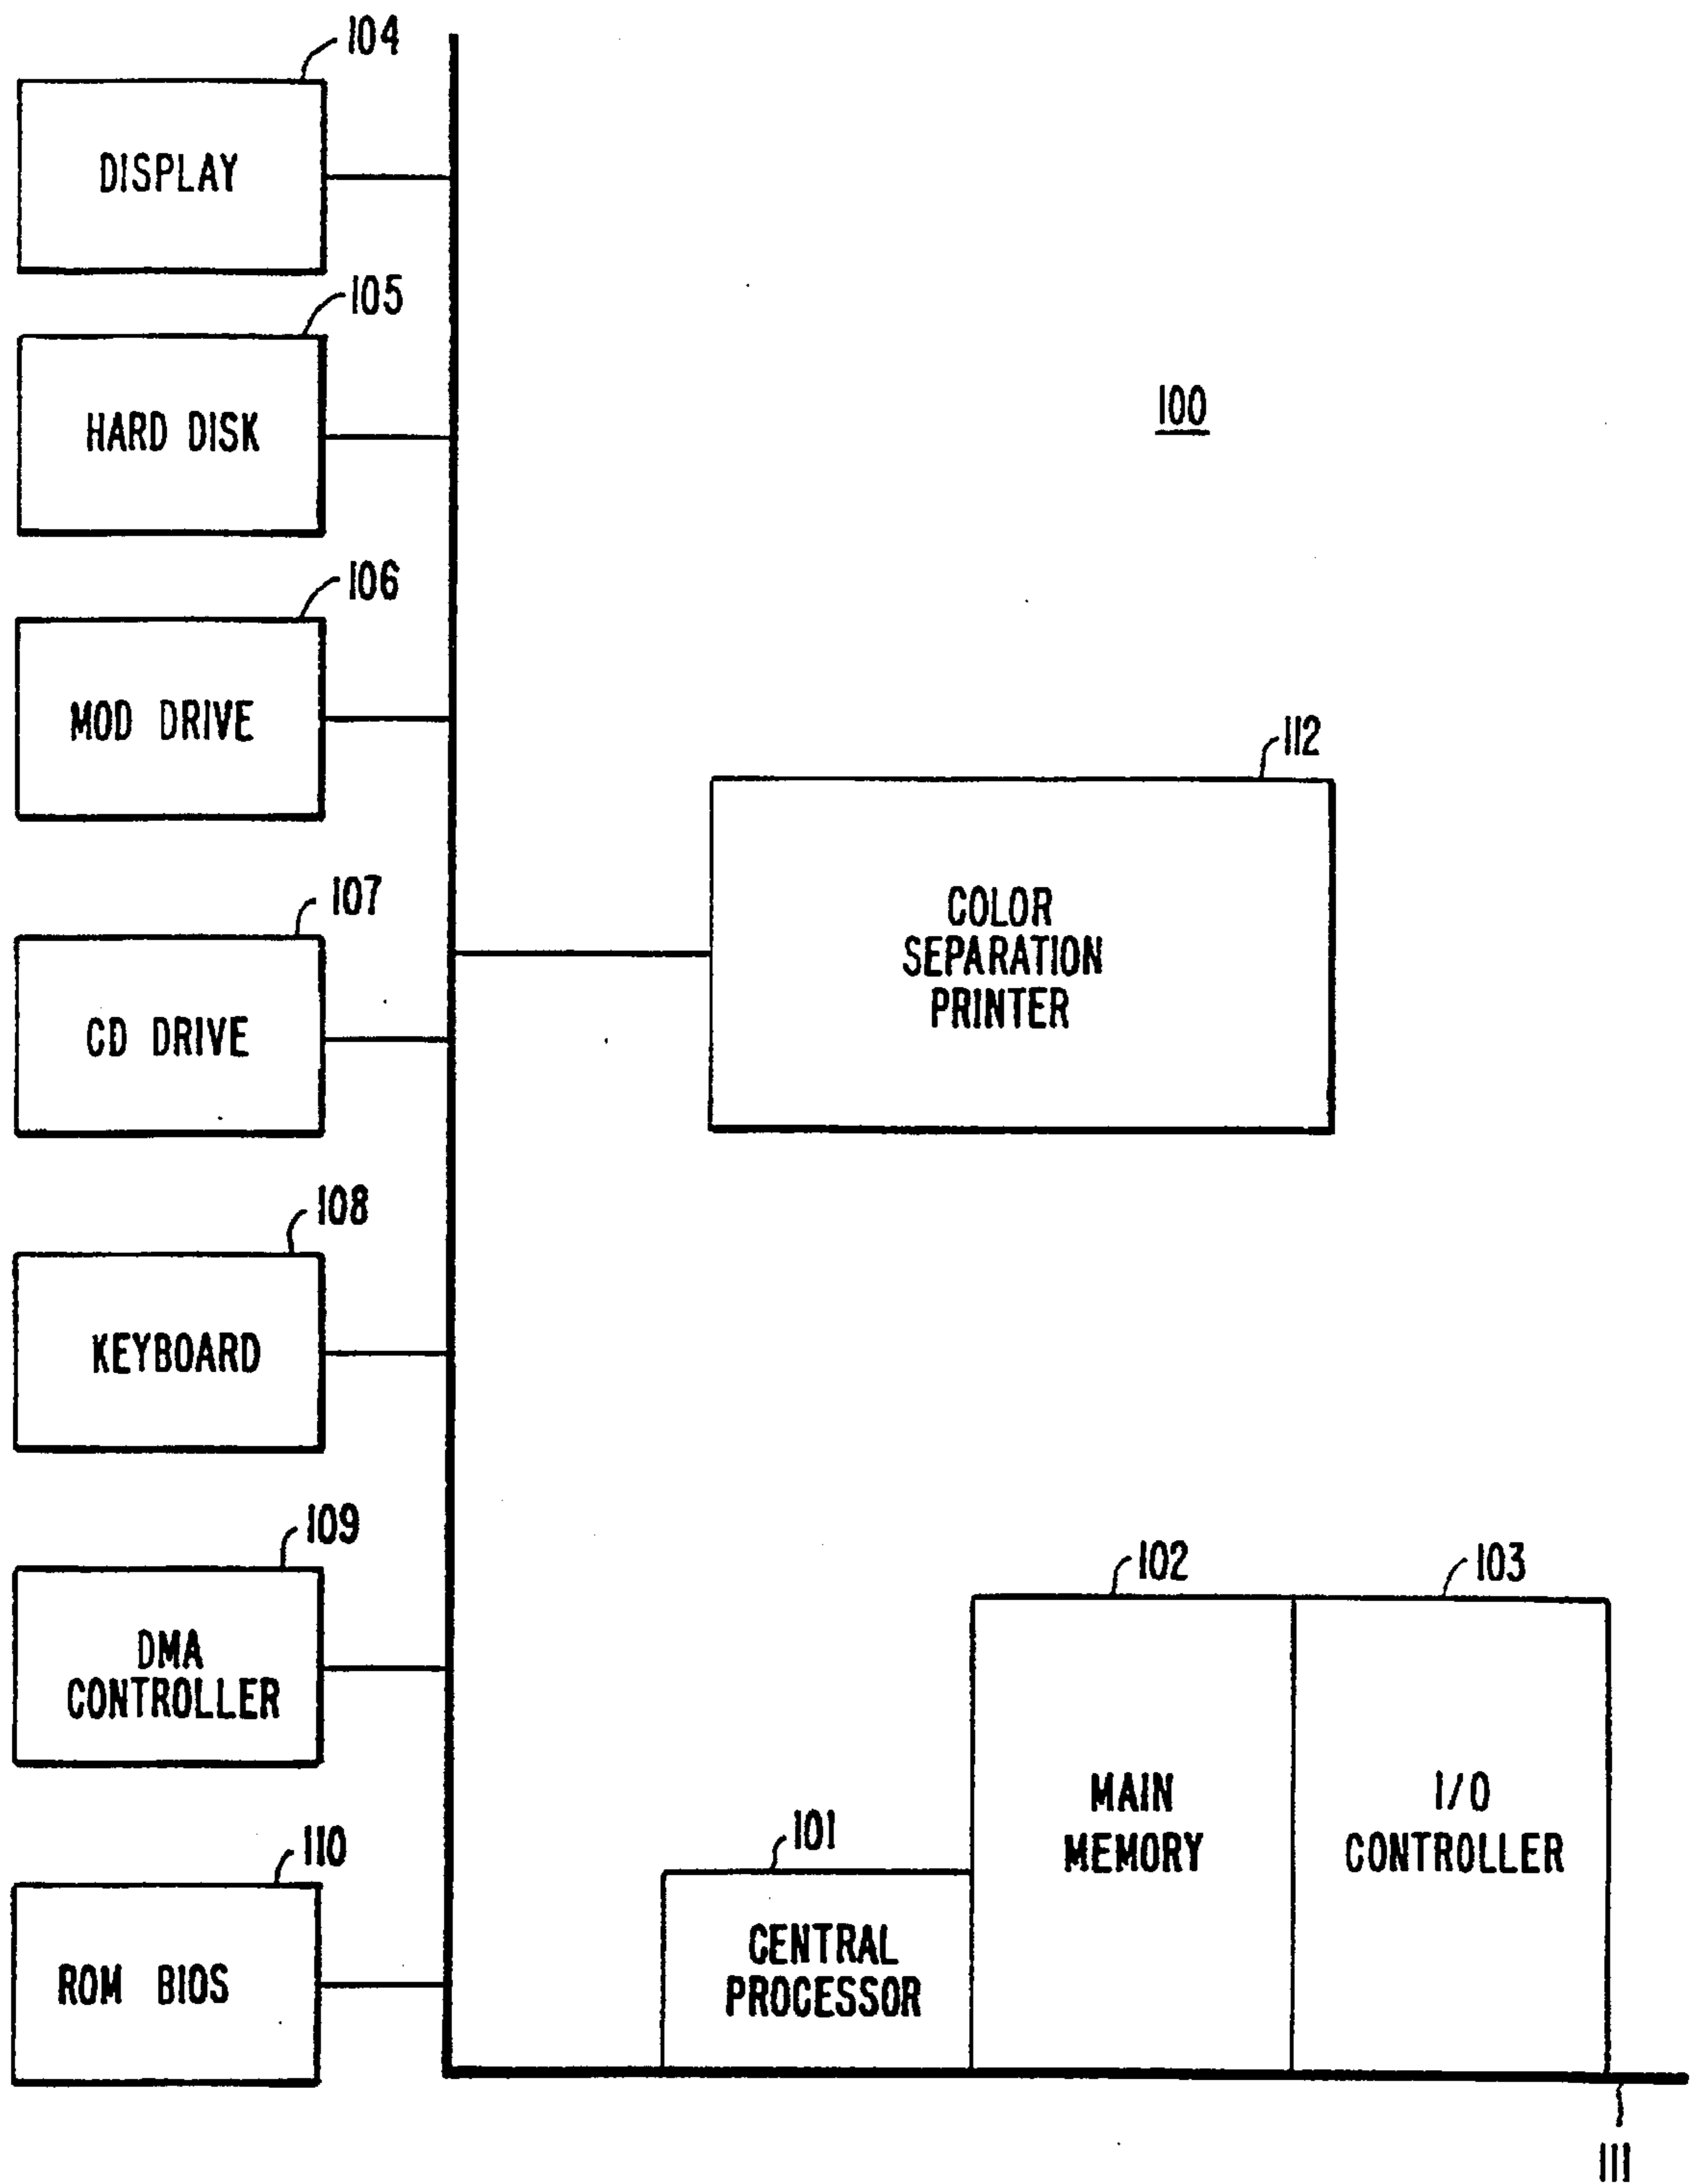 104
DISPLAY
105
HARD DISK
100
106
MOD DRIVE
112
COLOR
SEPARATION
PRINTER
107
CD DRIVE
108
KEYBOARD
109
DMA
CONTROLLER
102
103
MAIN
MEMORY
I/O
CONTROLLER
101
CENTRAL
PROCESSOR
110
ROM BIOS
111